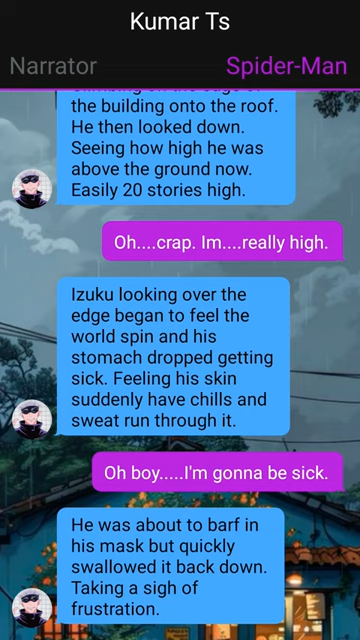 Kumar Ts
Narrator
Spider-Man
the building onto the roof.
He then looked down.
Seeing how high he was
above the ground now.
Easily 20 stories high.
Oh....crap. Im....really high.
Izuku looking over the
edge began to feel the
world spin and his
stomach dropped getting
sick. Feeling his skin
suddenly have chills and
sweat run through it.
Oh boy.....I'm gonna be sick.
He was about to barf in
his mask but quickly
swallowed it back down.
Taking a sigh of
frustration.